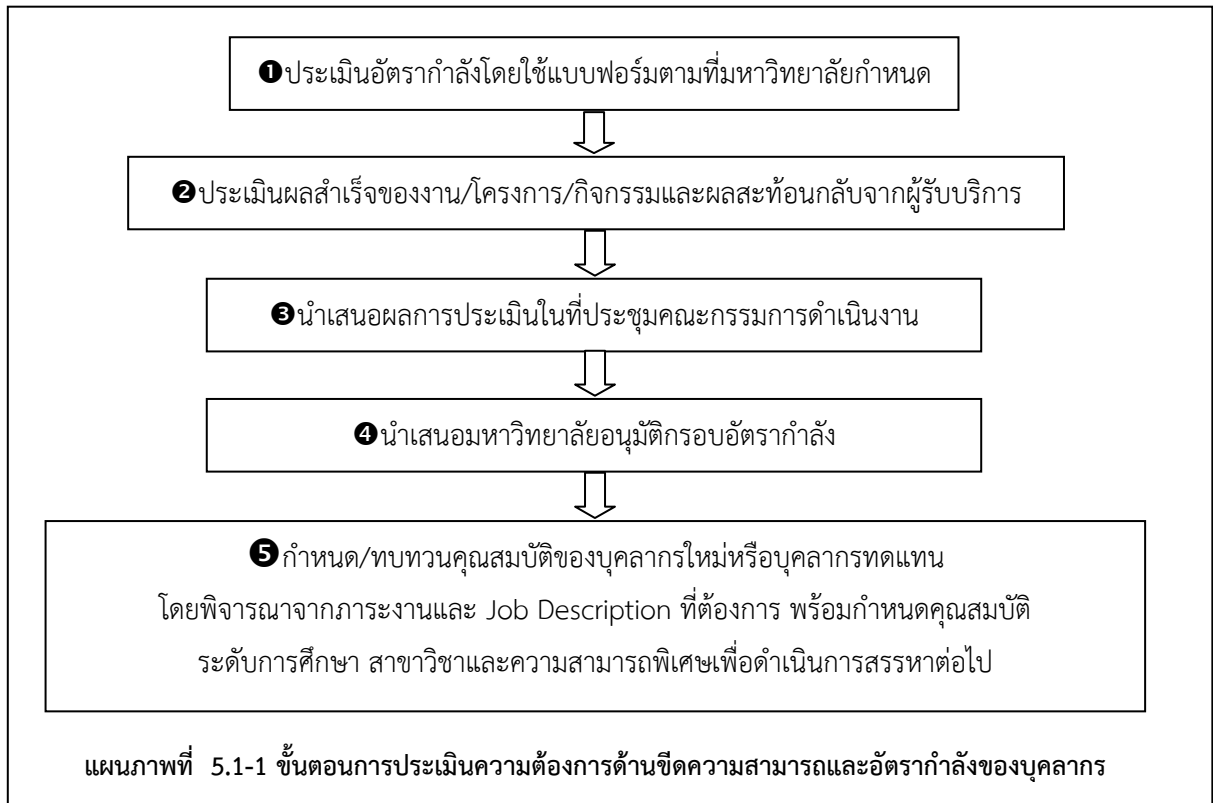 ❶ประเมินอัตรากำลังโดยใช้แบบฟอร์มตามที่มหาวิทยาลัยกำหนด
❷ประเมินผลสำเร็จของงาน/โครงการ/กิจกรรมและผลสะท้อนกลับจากผู้รับบริการ
❸นำเสนอผลการประเมินในที่ประชุมคณะกรรมการดำเนินงาน
❹นำเสนอมหาวิทยาลัยอนุมัติกรอบอัตรากำลัง
❺กำหนด/ทบทวนคุณสมบัติของบุคลากรใหม่หรือบุคลากรทดแทน
โดยพิจารณาจากภาระงานและ Job Description ที่ต้องการ พร้อมกำหนดคุณสมบัติ
ระดับการศึกษา สาขาวิชาและความสามารถพิเศษเพื่อดำเนินการสรรหาต่อไป
แผนภาพที่ 5.1-1 ขั้นตอนการประเมินความต้องการด้านขีดความสามารถและอัตรากำลังของบุคลากร